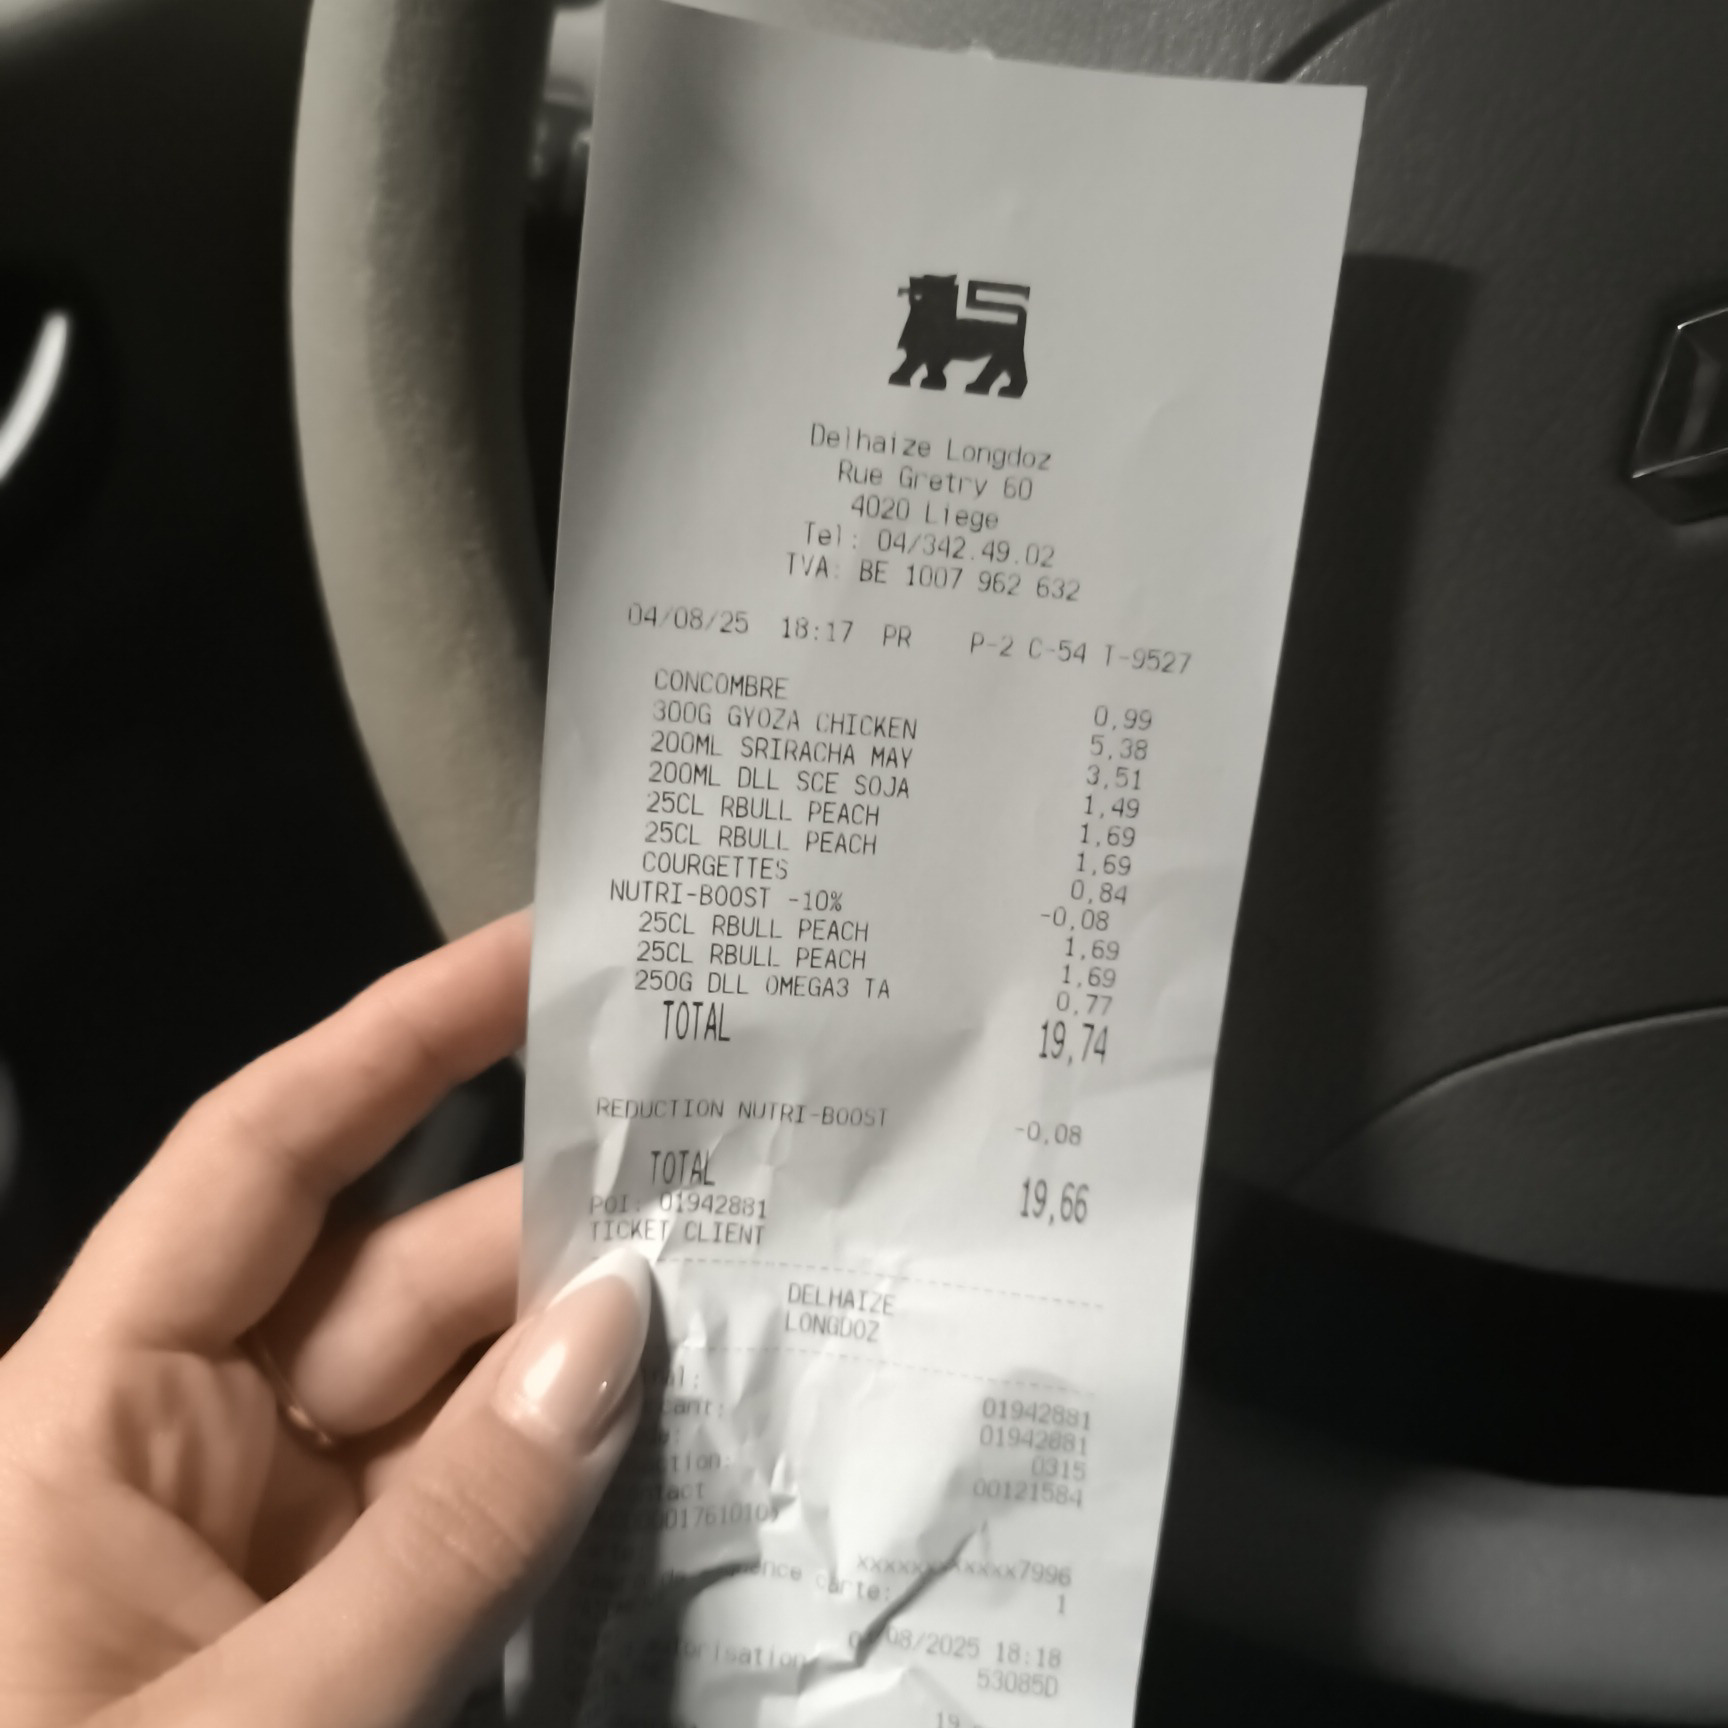 Delhaize Longdoz
Rue Gretry 60
4020 Liege
Tel: 04/342.49.02
TVA: BE 1007 962 632
04/08/25 18:17 PR P-2 C-54 T-9527
CONCOMBRE 0,99
300G GYOZA CHICKEN 5,38
200ML SRIRACHA MAY 3,51
200ML DLL SCE SOJA 1,49
25CL RBULL PEACH 1,69
25CL RBULL PEACH 1,69
COURGETTES 0,84
NUTRI-BOOST -10% -0,08
25CL RBULL PEACH 1,69
25CL RBULL PEACH 1,69
250G DLL OMEGA3 TA 0,77
TOTAL 19,74
REDUCTION NUTRI-BOOST -0,08
TOTAL 19,66
POI: 01942881
TICKET CLIENT
DELHAIZE
LONGDOZ
01942881
01942881
0315
00121584
7996
carte: 1
/08/2025 18:18
53085D